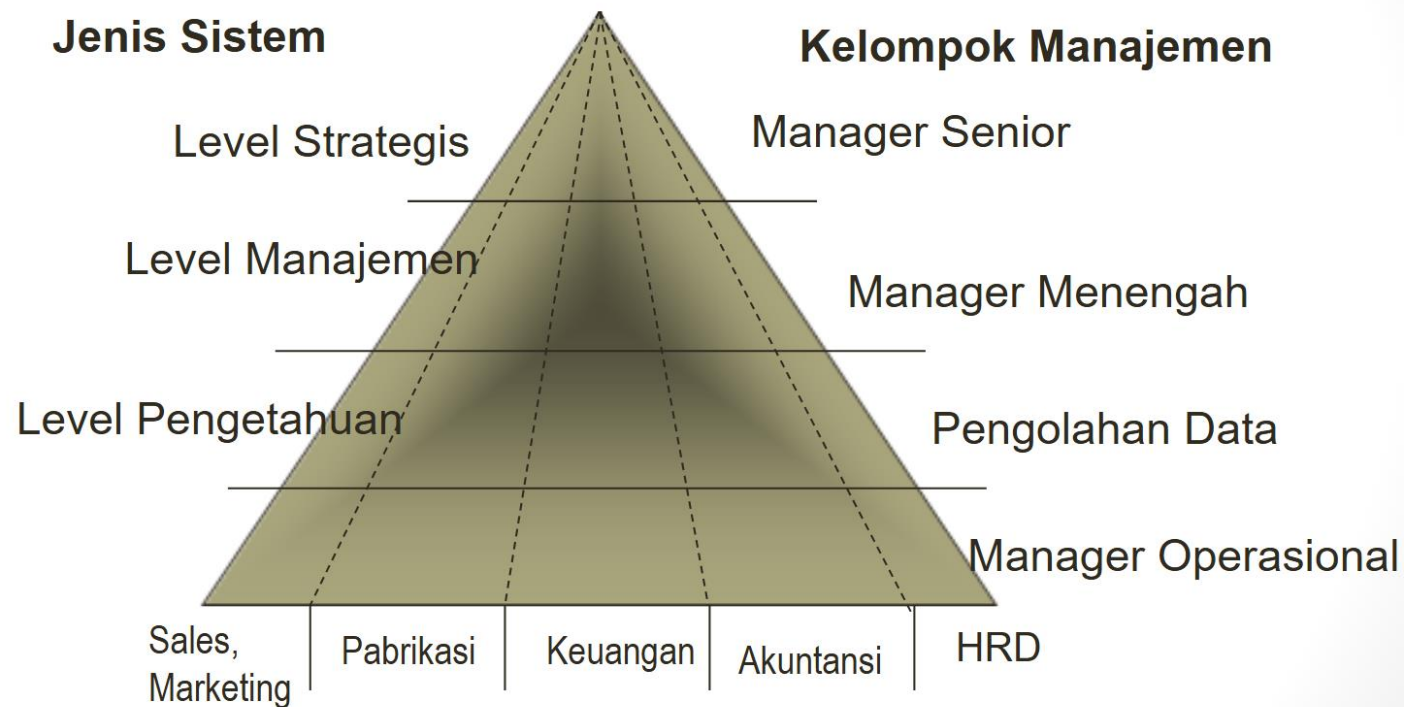 Jenis Sistem
Kelompok Manajemen
Level Strategis
Manager Senior
Level Manajemen
Manager Menengah
Level Pengetahuan
Pengolahan Data
Manager Operasional
Sales,
Marketing
Pabrikasi
Keuangan
Akuntansi
HRD